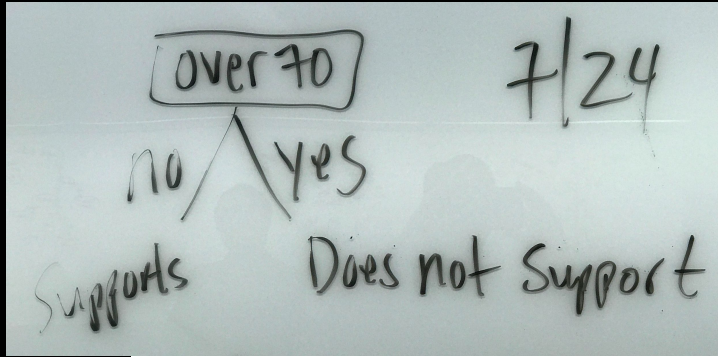 over 70
7/24
no yes
Supports
Does not Support